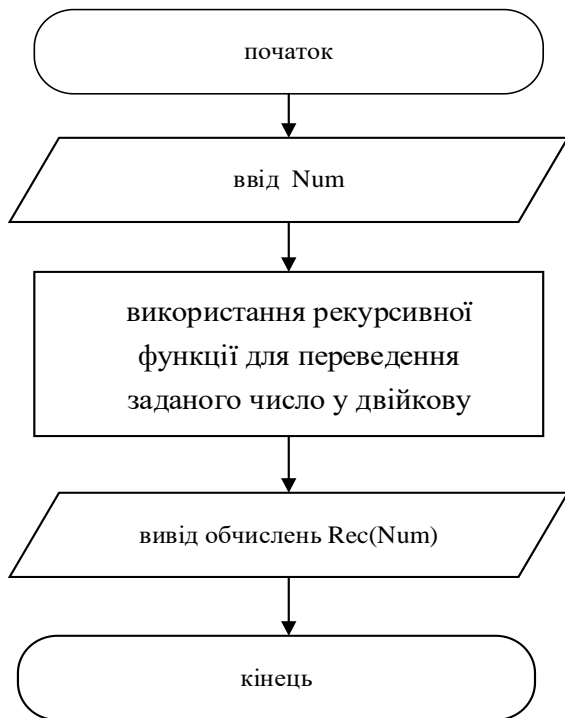 початок
ввід Num
використання рекурсивної
функції для переведення
заданого число у двійкову
вивід обчислень Rec(Num)
кінець